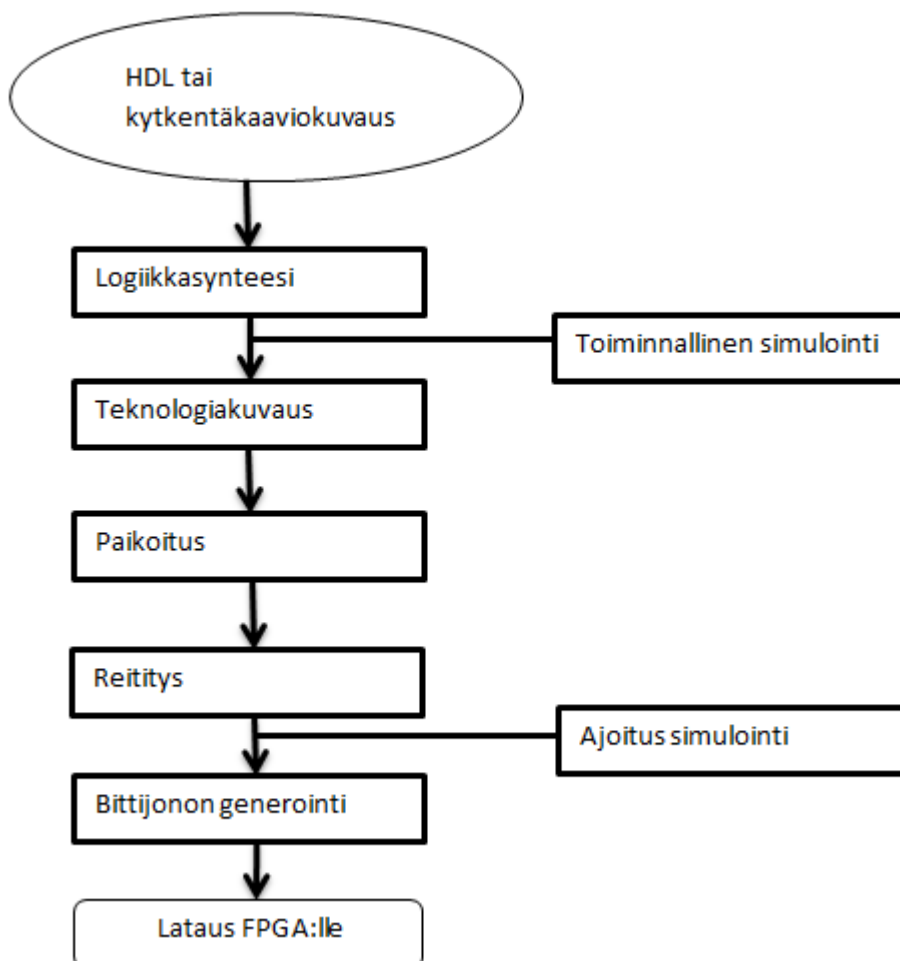 HDL tai
kytkentäkaaviokuvaus
Logiikkasynteesi
Toiminnallinen simulointi
Teknologiakuvaus
Paikoitus
Reititys
Ajoitus simulointi
Bittijonon generointi
Lataus FPGA:lle